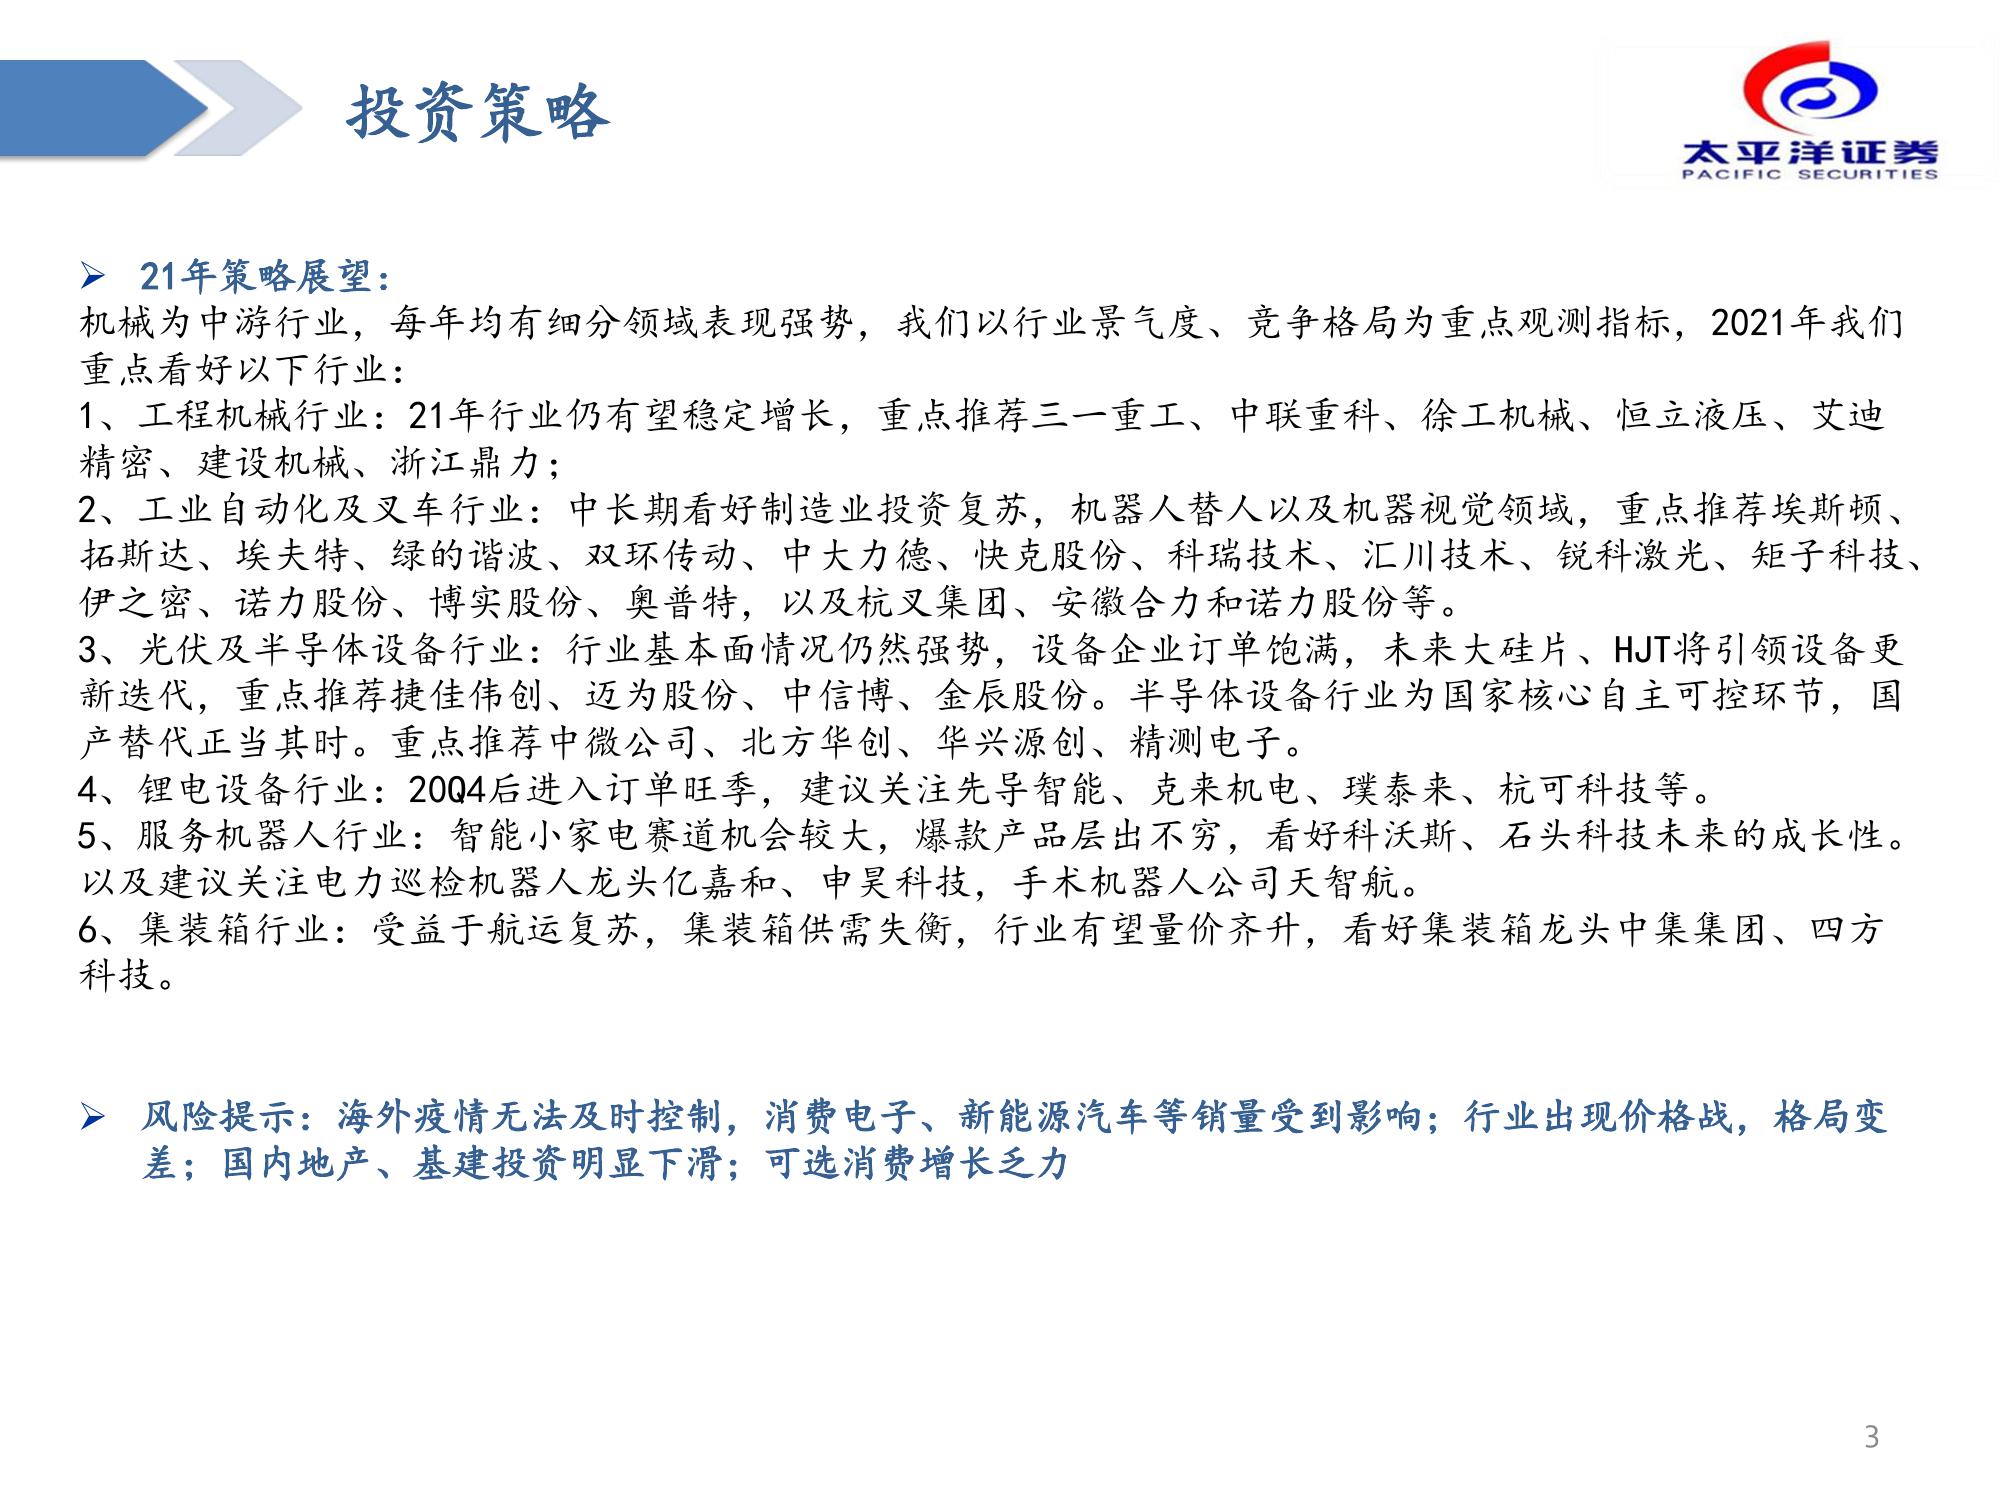 投资策略
太平洋证券
PACIFIC SECURITIES
21年策略展望：
机械为中游行业，每年均有细分领域表现强势，我们以行业景气度、竞争格局为重点观测指标，2021年我们
重点看好以下行业：
1、工程机械行业：21年行业仍有望稳定增长，重点推荐三一重工、中联重科、徐工机械、恒立液压、艾迪
精密、建设机械、浙江鼎力；
2、工业自动化及叉车行业：中长期看好制造业投资复苏，机器人替人以及机器视觉领域，重点推荐埃斯顿、
拓斯达、埃夫特、绿的谐波、双环传动、中大力德、快克股份、科瑞技术、汇川技术、锐科激光、矩子科技、
伊之密、诺力股份、博实股份、奥普特，以及杭叉集团、安徽合力和诺力股份等。
3、光伏及半导体设备行业：行业基本面情况仍然强势，设备企业订单饱满，未来大硅片、HJT将引领设备更
新迭代，重点推荐捷佳伟创、迈为股份、中信博、金辰股份。半导体设备行业为国家核心自主可控环节，国
产替代正当其时。重点推荐中微公司、北方华创、华兴源创、精测电子。
4、锂电设备行业：20Q4后进入订单旺季，建议关注先导智能、克来机电、璞泰来、杭可科技等。
5、服务机器人行业：智能小家电赛道机会较大，爆款产品层出不穷，看好科沃斯、石头科技未来的成长性。
以及建议关注电力巡检机器人龙头亿嘉和、申昊科技，手术机器人公司天智航。
6、集装箱行业：受益于航运复苏，集装箱供需失衡，行业有望量价齐升，看好集装箱龙头中集集团、四方
科技。
风险提示：海外疫情无法及时控制，消费电子、新能源汽车等销量受到影响；行业出现价格战，格局变
差；国内地产、基建投资明显下滑；可选消费增长乏力
3